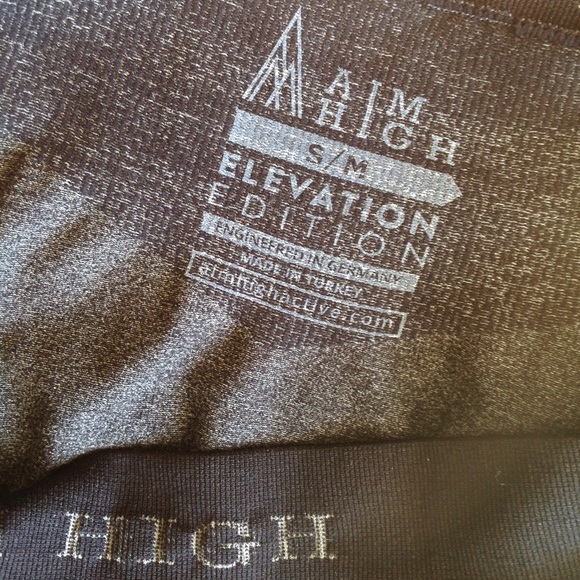 AIM
HIGH
S/M
ELEVATION
EDITION
ENGINEERED IN GERMANY
MADE IN TURKEY
aimhighactive.com
HIGH